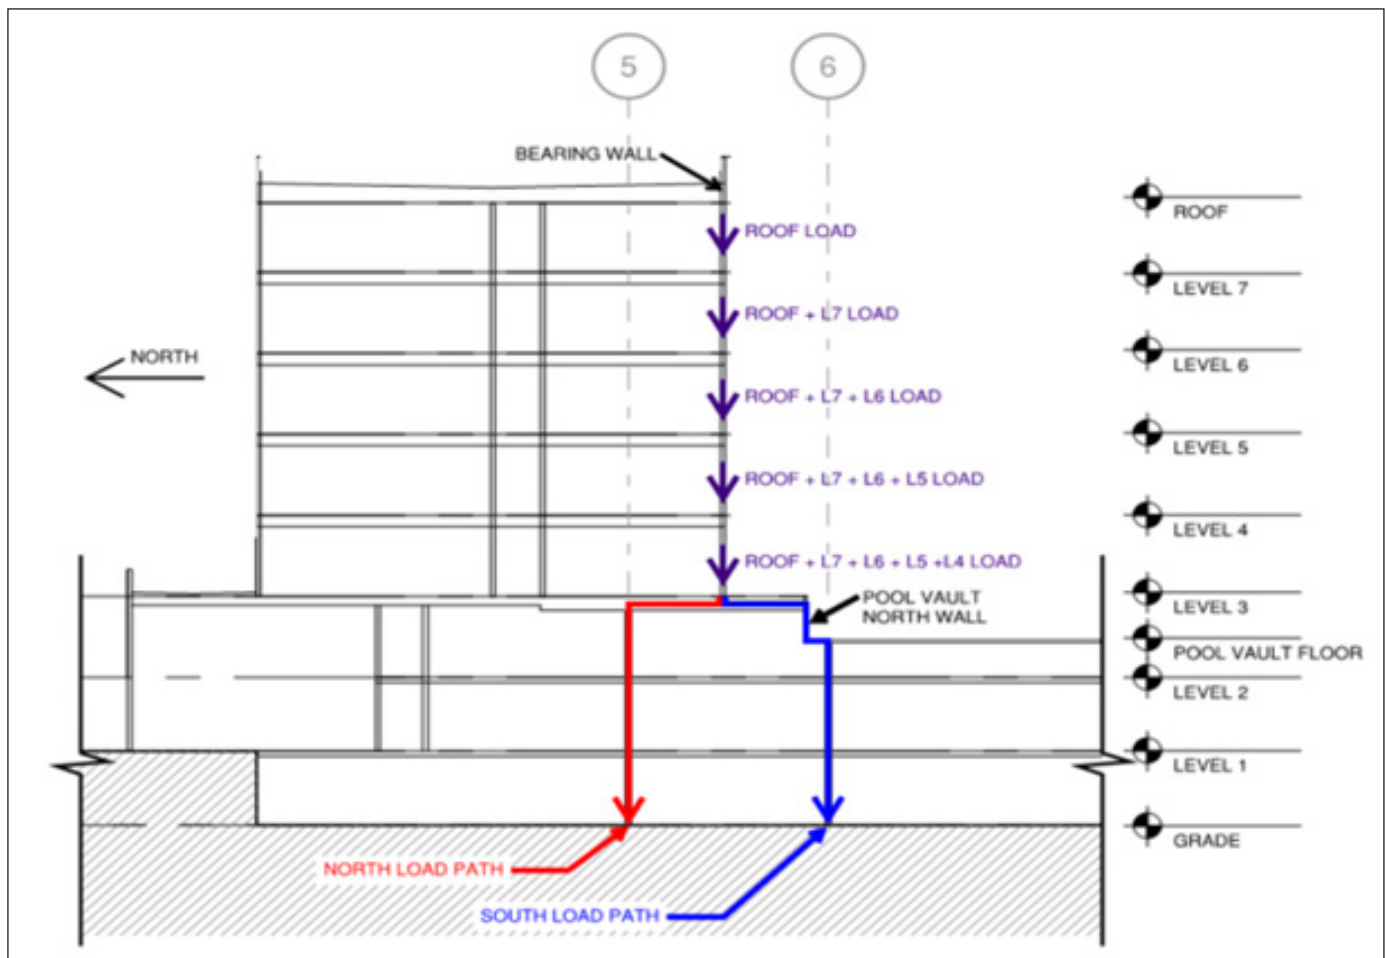 5
6
BEARING WALL
ROOF
ROOF LOAD
LEVEL 7
ROOF + L7 LOAD
NORTH
LEVEL 6
ROOF + L7 + L6 LOAD
LEVEL 5
ROOF + L7 + L6 + L5 LOAD
LEVEL 4
ROOF + L7 + L6 + L5 +L4 LOAD
POOL VAULT
NORTH WALL
LEVEL 3
POOL VAULT FLOOR
LEVEL 2
LEVEL 1
GRADE
NORTH LOAD PATH
SOUTH LOAD PATH